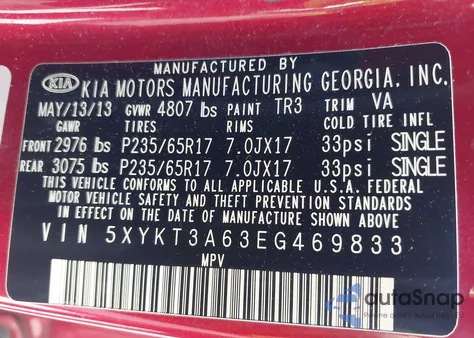 MANUFACTURED BY
KIA KIA MOTORS MANUFACTURING GEORGIA, INC.
MAY/13/13 GVWR 4807 lbs PAINT TR3 TRIM VA
GAWR TIRES RIMS COLD TIRE INFL
FRONT 2976 lbs P235/65R17 7.0JX17 33psi SINGLE
REAR 3075 lbs P235/65R17 7.0JX17 33psi SINGLE
THIS VEHICLE CONFORMS TO ALL APPLICABLE U.S.A. FEDERAL
MOTOR VEHICLE SAFETY AND THEFT PREVENTION STANDARDS
IN EFFECT ON THE DATE OF MANUFACTURE SHOWN ABOVE.
VIN 5XYKT3A63EG469833
MPV
autoSnap